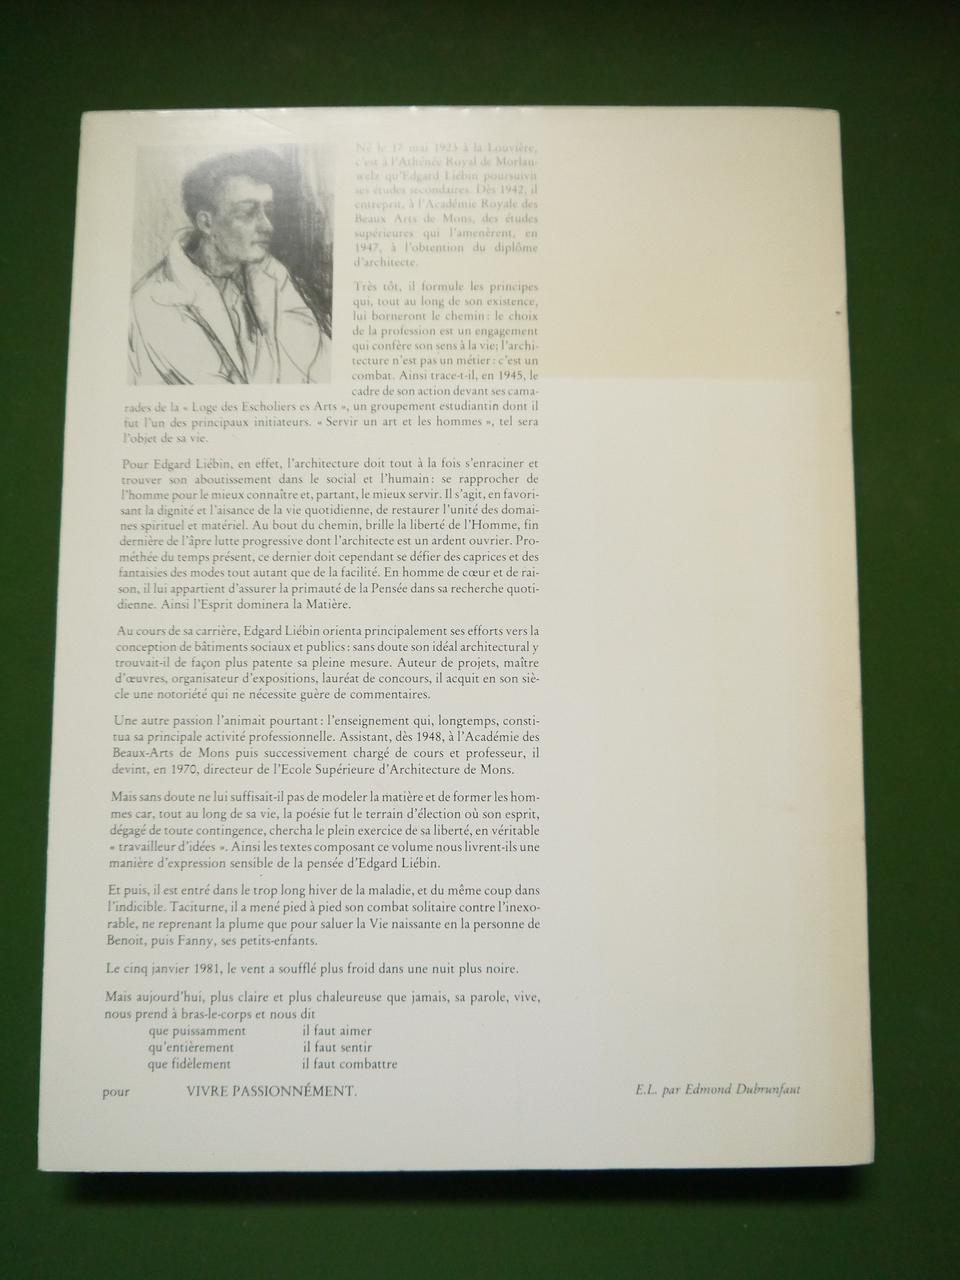 Né le 17 mai 1923 à la Louvière,
c'est à l'Athénée Royal de Morlan-
welz qu'Edgard Liébin poursuivit
ses études secondaires. Dès 1942, il
entreprit, à l'Académie Royale des
Beaux Arts de Mons, des études
supérieures qui l'amenèrent, en
1947, à l'obtention du diplôme
d'architecte.
Très tôt, il formule les principes
qui, tout au long de son existence,
lui borneront le chemin : le choix
de la profession est un engagement
qui confère son sens à la vie; l'archi-
tecture n'est pas un métier : c'est un
combat. Ainsi trace-t-il, en 1945, le
cadre de son action devant ses cama-
rades de la « Loge des Escholiers es Arts », un groupement estudiantin dont il
fut l'un des principaux initiateurs. « Servir un art et les hommes », tel sera
l'objet de sa vie.
Pour Edgard Liébin, en effet, l'architecture doit tout à la fois s'enraciner et
trouver son aboutissement dans le social et l'humain : se rapprocher de
l'homme pour le mieux connaître et, partant, le mieux servir. Il s'agit, en favori-
sant la dignité et l'aisance de la vie quotidienne, de restaurer l'unité des domai-
nes spirituel et matériel. Au bout du chemin, brille la liberté de l'Homme, fin
dernière de l'âpre lutte progressive dont l'architecte est un ardent ouvrier. Pro-
méthée du temps présent, ce dernier doit cependant se défier des caprices et des
fantaisies des modes tout autant que de la facilité. En homme de cœur et de rai-
son, il lui appartient d'assurer la primauté de la Pensée dans sa recherche quoti-
dienne. Ainsi l'Esprit dominera la Matière.
Au cours de sa carrière, Edgard Liébin orienta principalement ses efforts vers la
conception de bâtiments sociaux et publics : sans doute son idéal architectural y
trouvait-il de façon plus patente sa pleine mesure. Auteur de projets, maître
d'œuvres, organisateur d'expositions, lauréat de concours, il acquit en son siè-
cle une notoriété qui ne nécessite guère de commentaires.
Une autre passion l'animait pourtant : l'enseignement qui, longtemps, consti-
tua sa principale activité professionnelle. Assistant, dès 1948, à l'Académie des
Beaux-Arts de Mons puis successivement chargé de cours et professeur, il
devint, en 1970, directeur de l'Ecole Supérieure d'Architecture de Mons.
Mais sans doute ne lui suffisait-il pas de modeler la matière et de former les hom-
mes car, tout au long de sa vie, la poésie fut le terrain d'élection où son esprit,
dégagé de toute contingence, chercha le plein exercice de sa liberté, en véritable
« travailleur d'idées ». Ainsi les textes composant ce volume nous livrent-ils une
manière d'expression sensible de la pensée d'Edgard Liébin.
Et puis, il est entré dans le trop long hiver de la maladie, et du même coup dans
l'indicible. Taciturne, il a mené pied à pied son combat solitaire contre l'inexo-
rable, ne reprenant la plume que pour saluer la Vie naissante en la personne de
Benoit, puis Fanny, ses petits-enfants.
Le cinq janvier 1981, le vent a soufflé plus froid dans une nuit plus noire.
Mais aujourd'hui, plus claire et plus chaleureuse que jamais, sa parole, vive,
nous prend à bras-le-corps et nous dit
que puissamment il faut aimer
qu'entièrement il faut sentir
que fidèlement il faut combattre
pour VIVRE PASSIONNÉMENT.
E.L. par Edmond Dubrunfaut